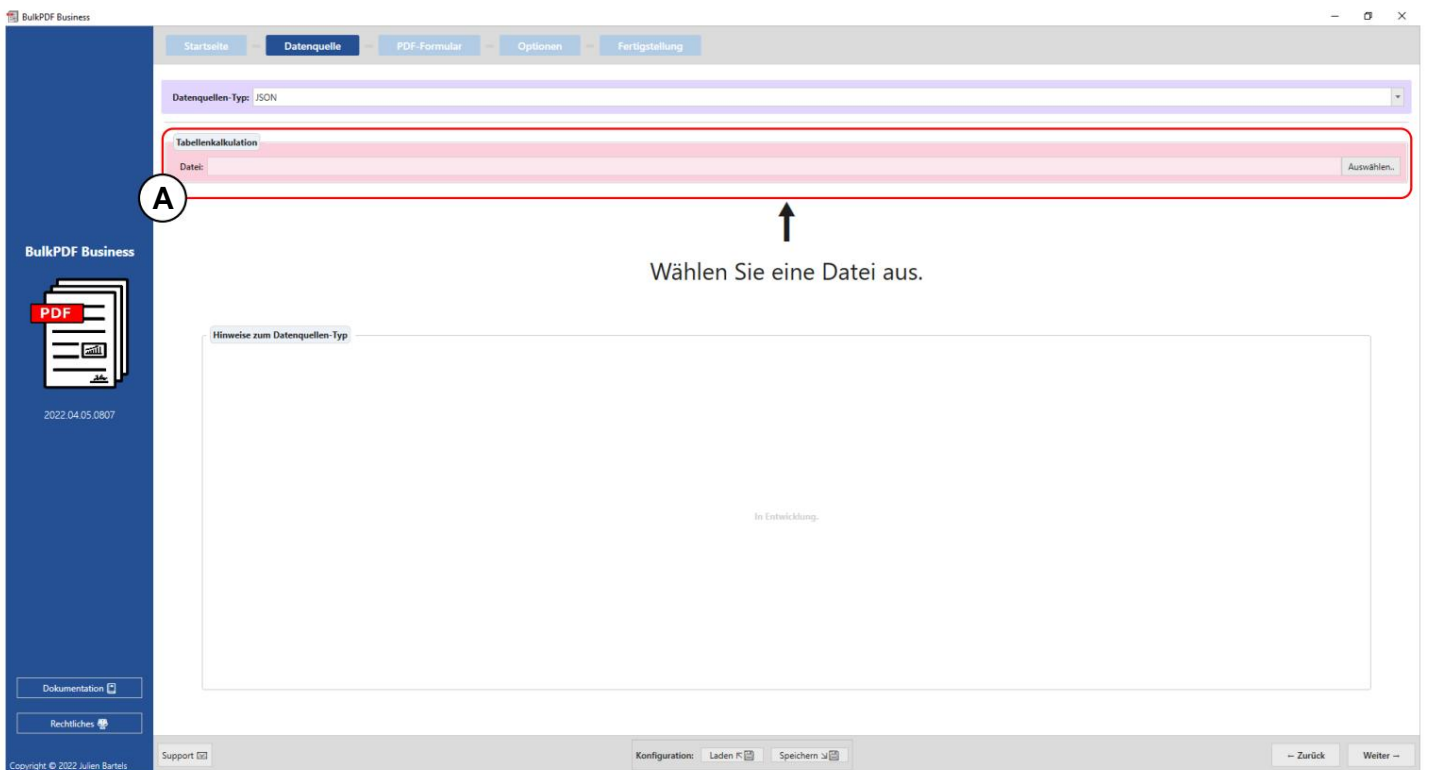 BulkPDF Business
Startseite Datenquelle PDF-Formular Optionen Fertigstellung
Datenquellen-Typ: JSON
Tabellenkalkulation
Datei: Auswählen..
A
Wählen Sie eine Datei aus.
BulkPDF Business
PDF
2022.04.05.0807
Hinweise zum Datenquellen-Typ
In Entwicklung.
Dokumentation
Rechtliches
Copyright © 2022 Julien Bartels
Support
Konfiguration: Laden Speichern
← Zurück Weiter →